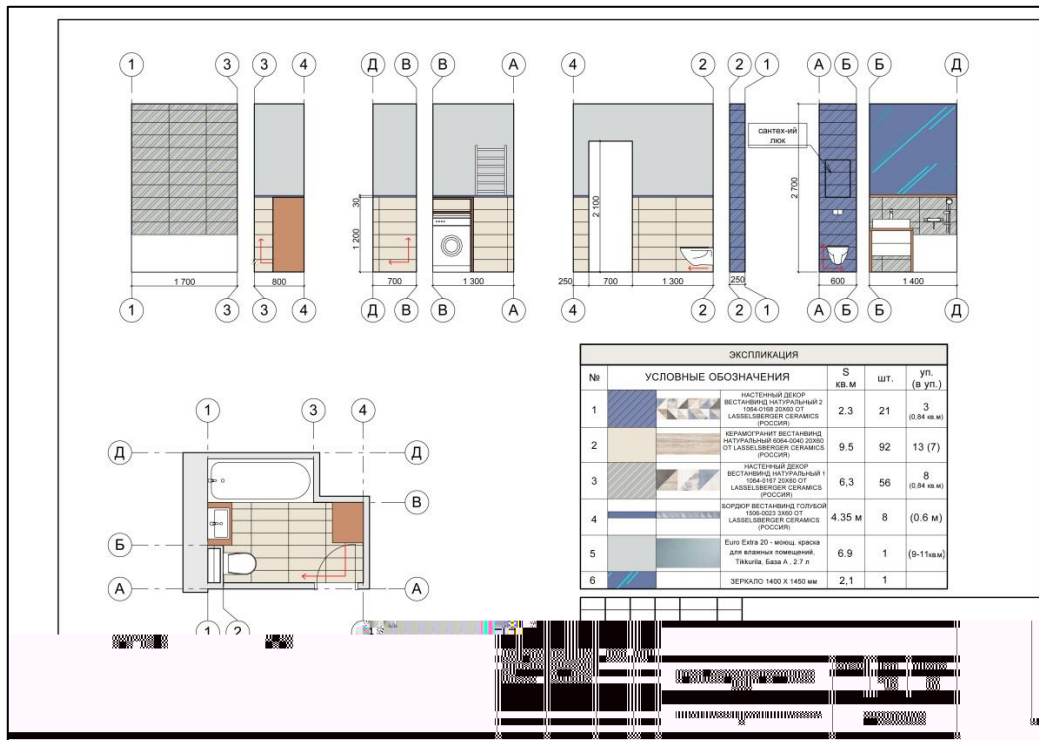 1 3 3 4 Д В В А 4 2 2 1 А Б Б Д
сантех-ий
люк
2 700
2 100
30
1 200
1 700 800 700 1 300 250 700 1 300 250 600 1 400
1 3 3 4 Д В В А 4 2 2 1 А Б Б Д
ЭКСПЛИКАЦИЯ
№ УСЛОВНЫЕ ОБОЗНАЧЕНИЯ S кв.м шт. уп. (в уп.)
1
НАСТЕННЫЙ ДЕКОР
ВЕСТАНВИНД НАТУРАЛЬНЫЙ 2
1064-0168 20Х60 ОТ
LASSELSBERGER CERAMICS
(РОССИЯ)
2.3 21 3
(0,84 кв.м)
2
КЕРАМОГРАНИТ ВЕСТАНВИНД
НАТУРАЛЬНЫЙ 6064-0040 20Х60
ОТ LASSELSBERGER CERAMICS
(РОССИЯ)
9.5 92 13 (7)
3
НАСТЕННЫЙ ДЕКОР
ВЕСТАНВИНД НАТУРАЛЬНЫЙ 1
1064-0167 20Х60 ОТ
LASSELSBERGER CERAMICS
(РОССИЯ)
6,3 56 8
(0,84 кв.м)
4
БОРДЮР ВЕСТАНВИНД ГОЛУБОЙ
1506-0023 3Х60 ОТ
LASSELSBERGER CERAMICS
(РОССИЯ)
4.35 м 8 (0.6 м)
5
Euro Extra 20 - моющ. краска
для влажных помещений,
Tikkurila, База А , 2.7 л
6.9 1 (9-11кв.м)
6 ЗЕРКАЛО 1400 Х 1450 мм 2,1 1
1 3 4
Д Д
В
Б
А А
1 2